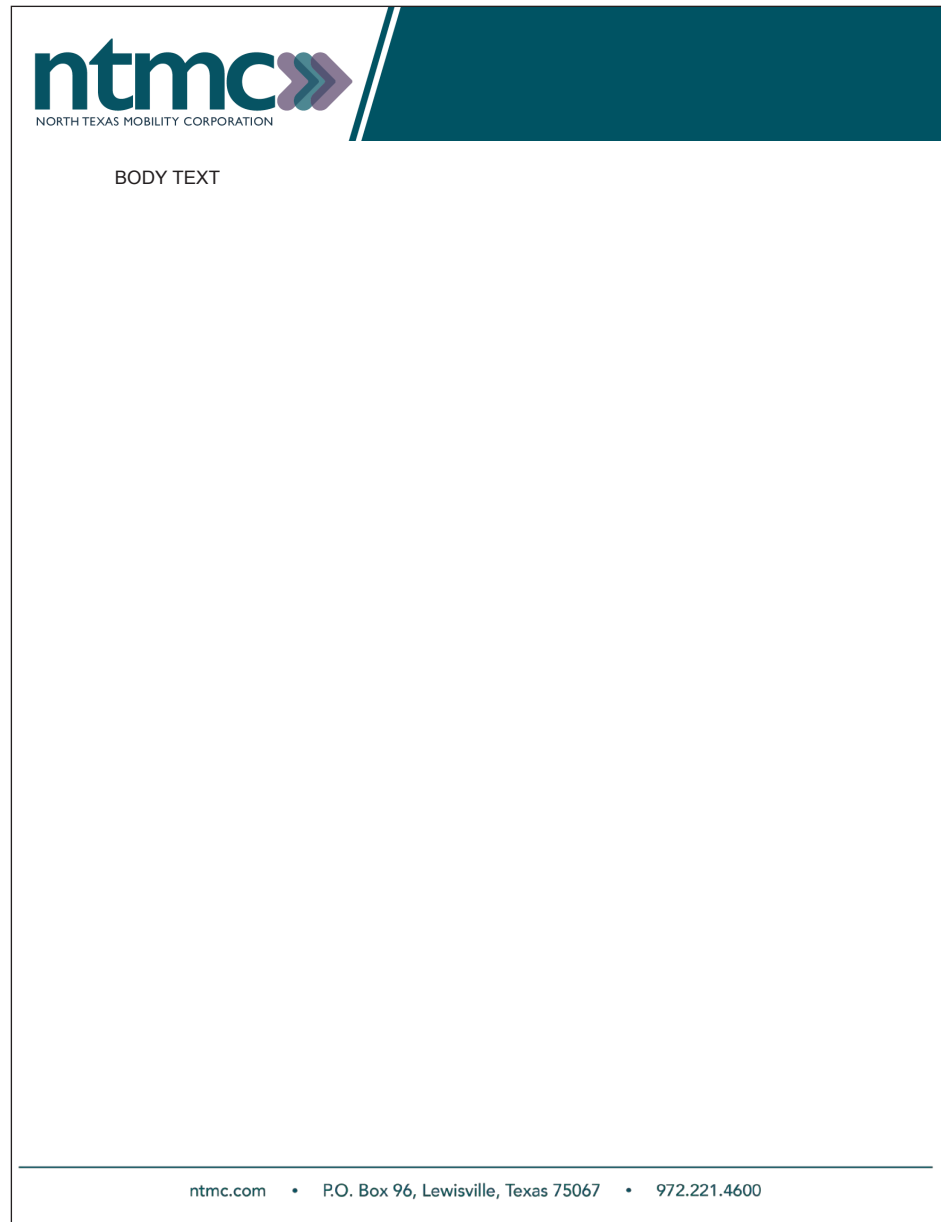 ntmc
NORTH TEXAS MOBILITY CORPORATION
BODY TEXT
ntmc.com • P.O. Box 96, Lewisville, Texas 75067 • 972.221.4600